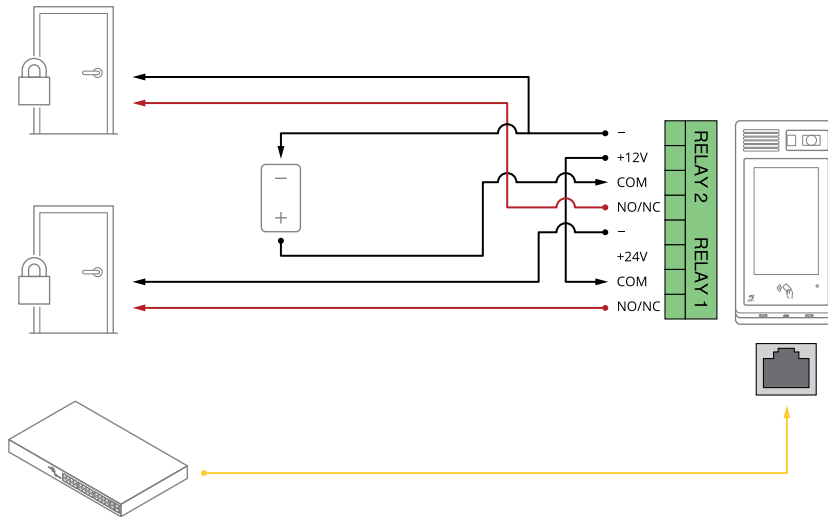 –
+12V
COM
NO/NC
–
+24V
COM
NO/NC
RELAY 2
RELAY 1
–
+